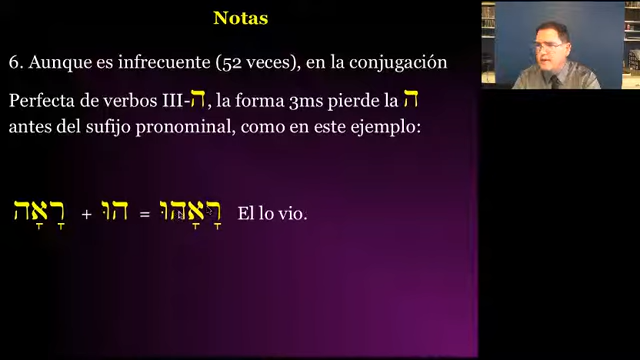 Notas
6. Aunque es infrecuente (52 veces), en la conjugación
Perfecta de verbos III-ה, la forma 3ms pierde la ה
antes del sufijo pronominal, como en este ejemplo:
רָאָה + הוּ = רָאָהוּ El lo vio.